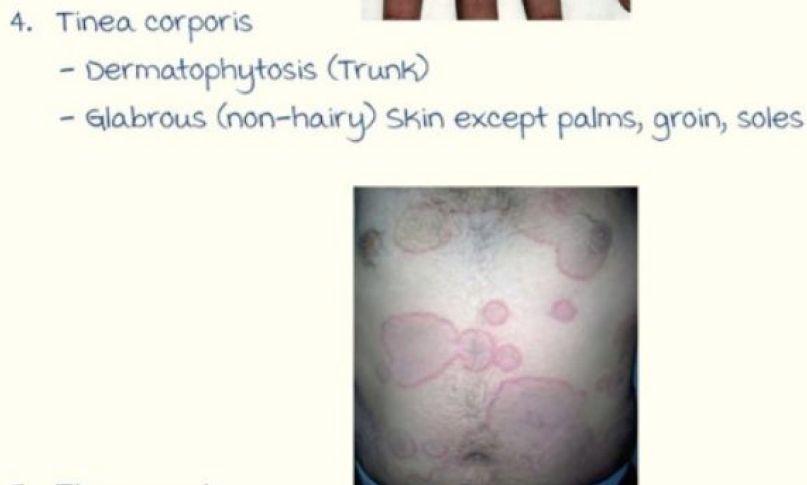 4. Tinea corporis
- Dermatophytosis (Trunk)
- Glabrous (non-hairy) Skin except palms, groin, soles